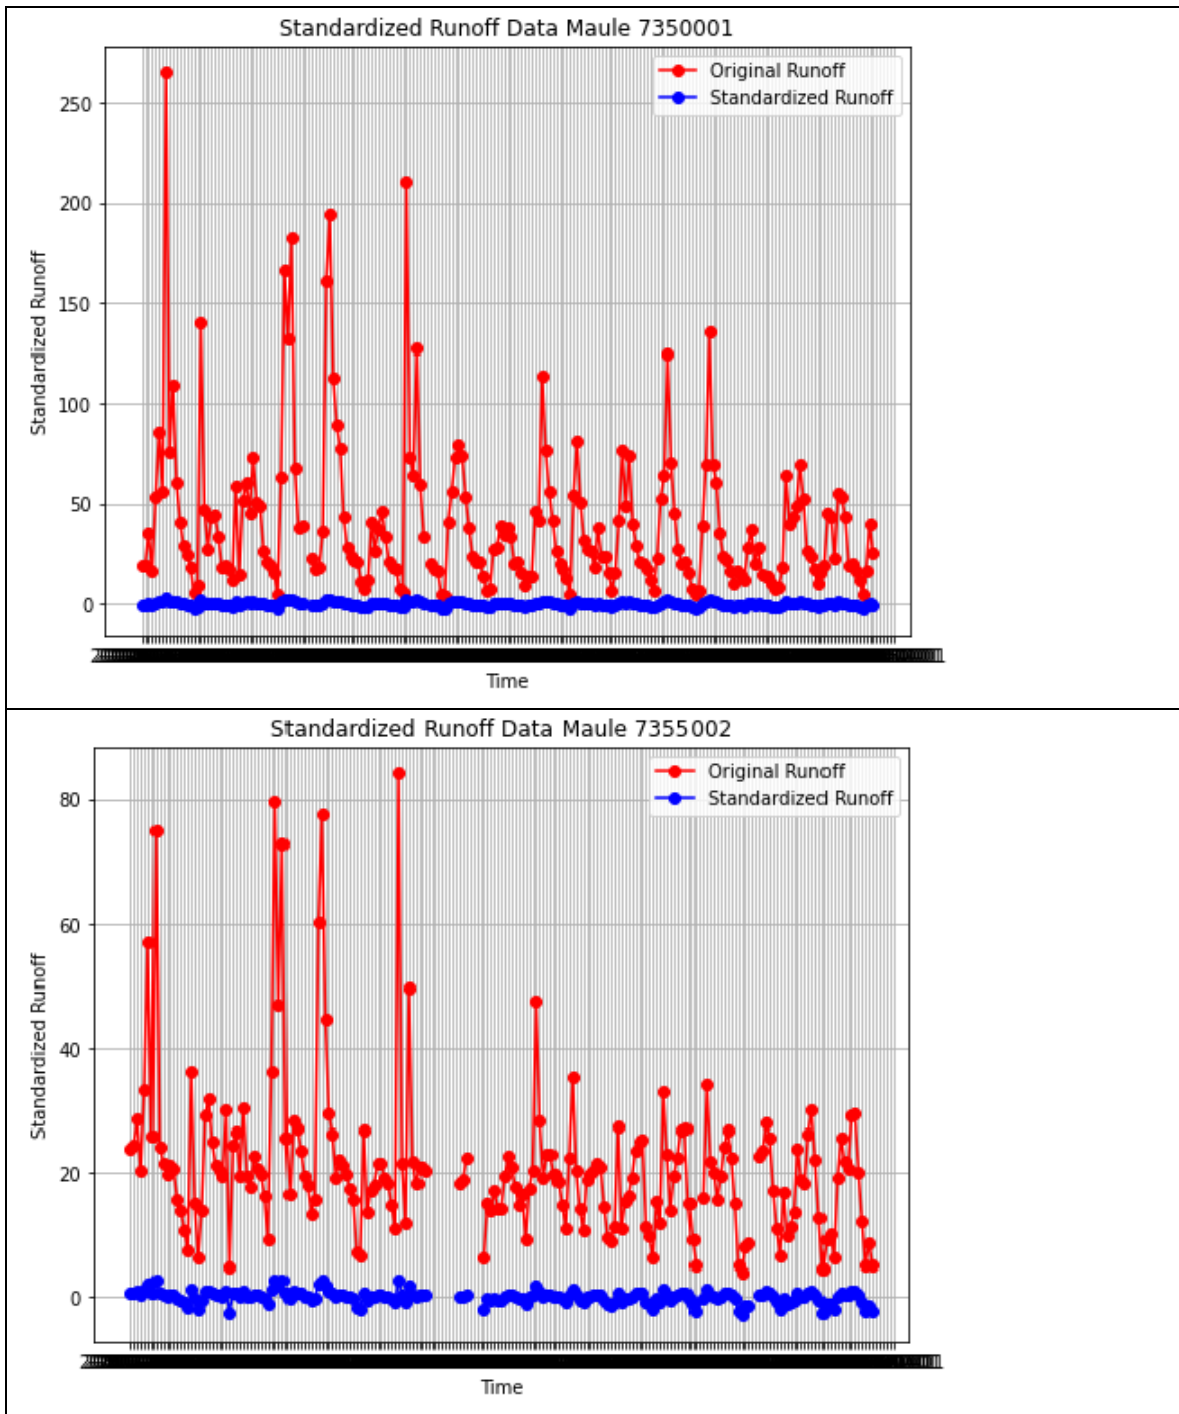 Standardized Runoff Data Maule 7350001
Original Runoff
Standardized Runoff
250
200
150
100
50
0
Standardized Runoff
Time
Standardized Runoff Data Maule 7355002
Original Runoff
Standardized Runoff
80
60
40
20
0
Standardized Runoff
Time